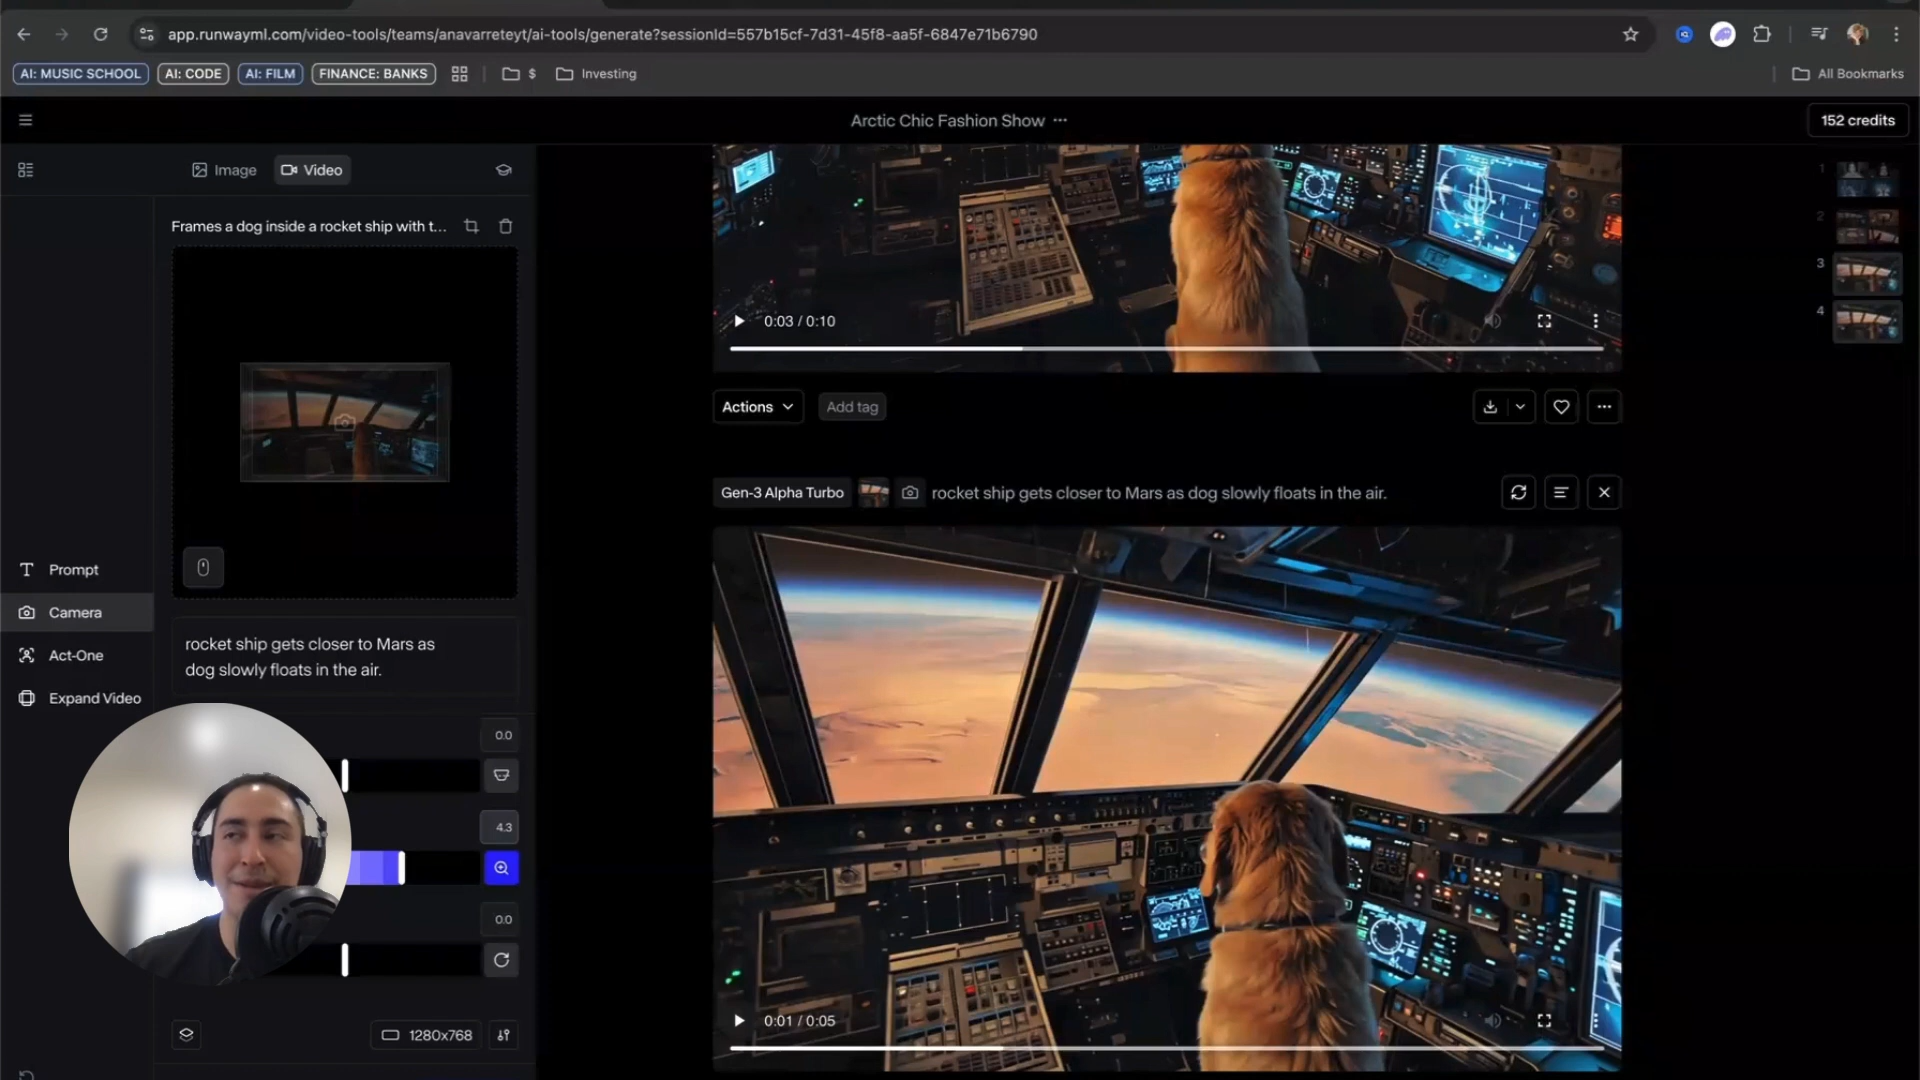 app.runwayml.com/video-tools/teams/anavarreteyt/ai-tools/generate?sessionId=557b15cf-7d31-45f8-aa5f-6847e71b6790
AI: MUSIC SCHOOL AI: CODE AI: FILM FINANCE: BANKS $ Investing All Bookmarks
Arctic Chic Fashion Show ···
152 credits
Image Video
Frames a dog inside a rocket ship with t...
Prompt
Camera
Act-One
Expand Video
rocket ship gets closer to Mars as
dog slowly floats in the air.
0.0
4.3
0.0
1280x768
0:03 / 0:10
Actions Add tag
Gen-3 Alpha Turbo rocket ship gets closer to Mars as dog slowly floats in the air.
0:01 / 0:05
1
2
3
4